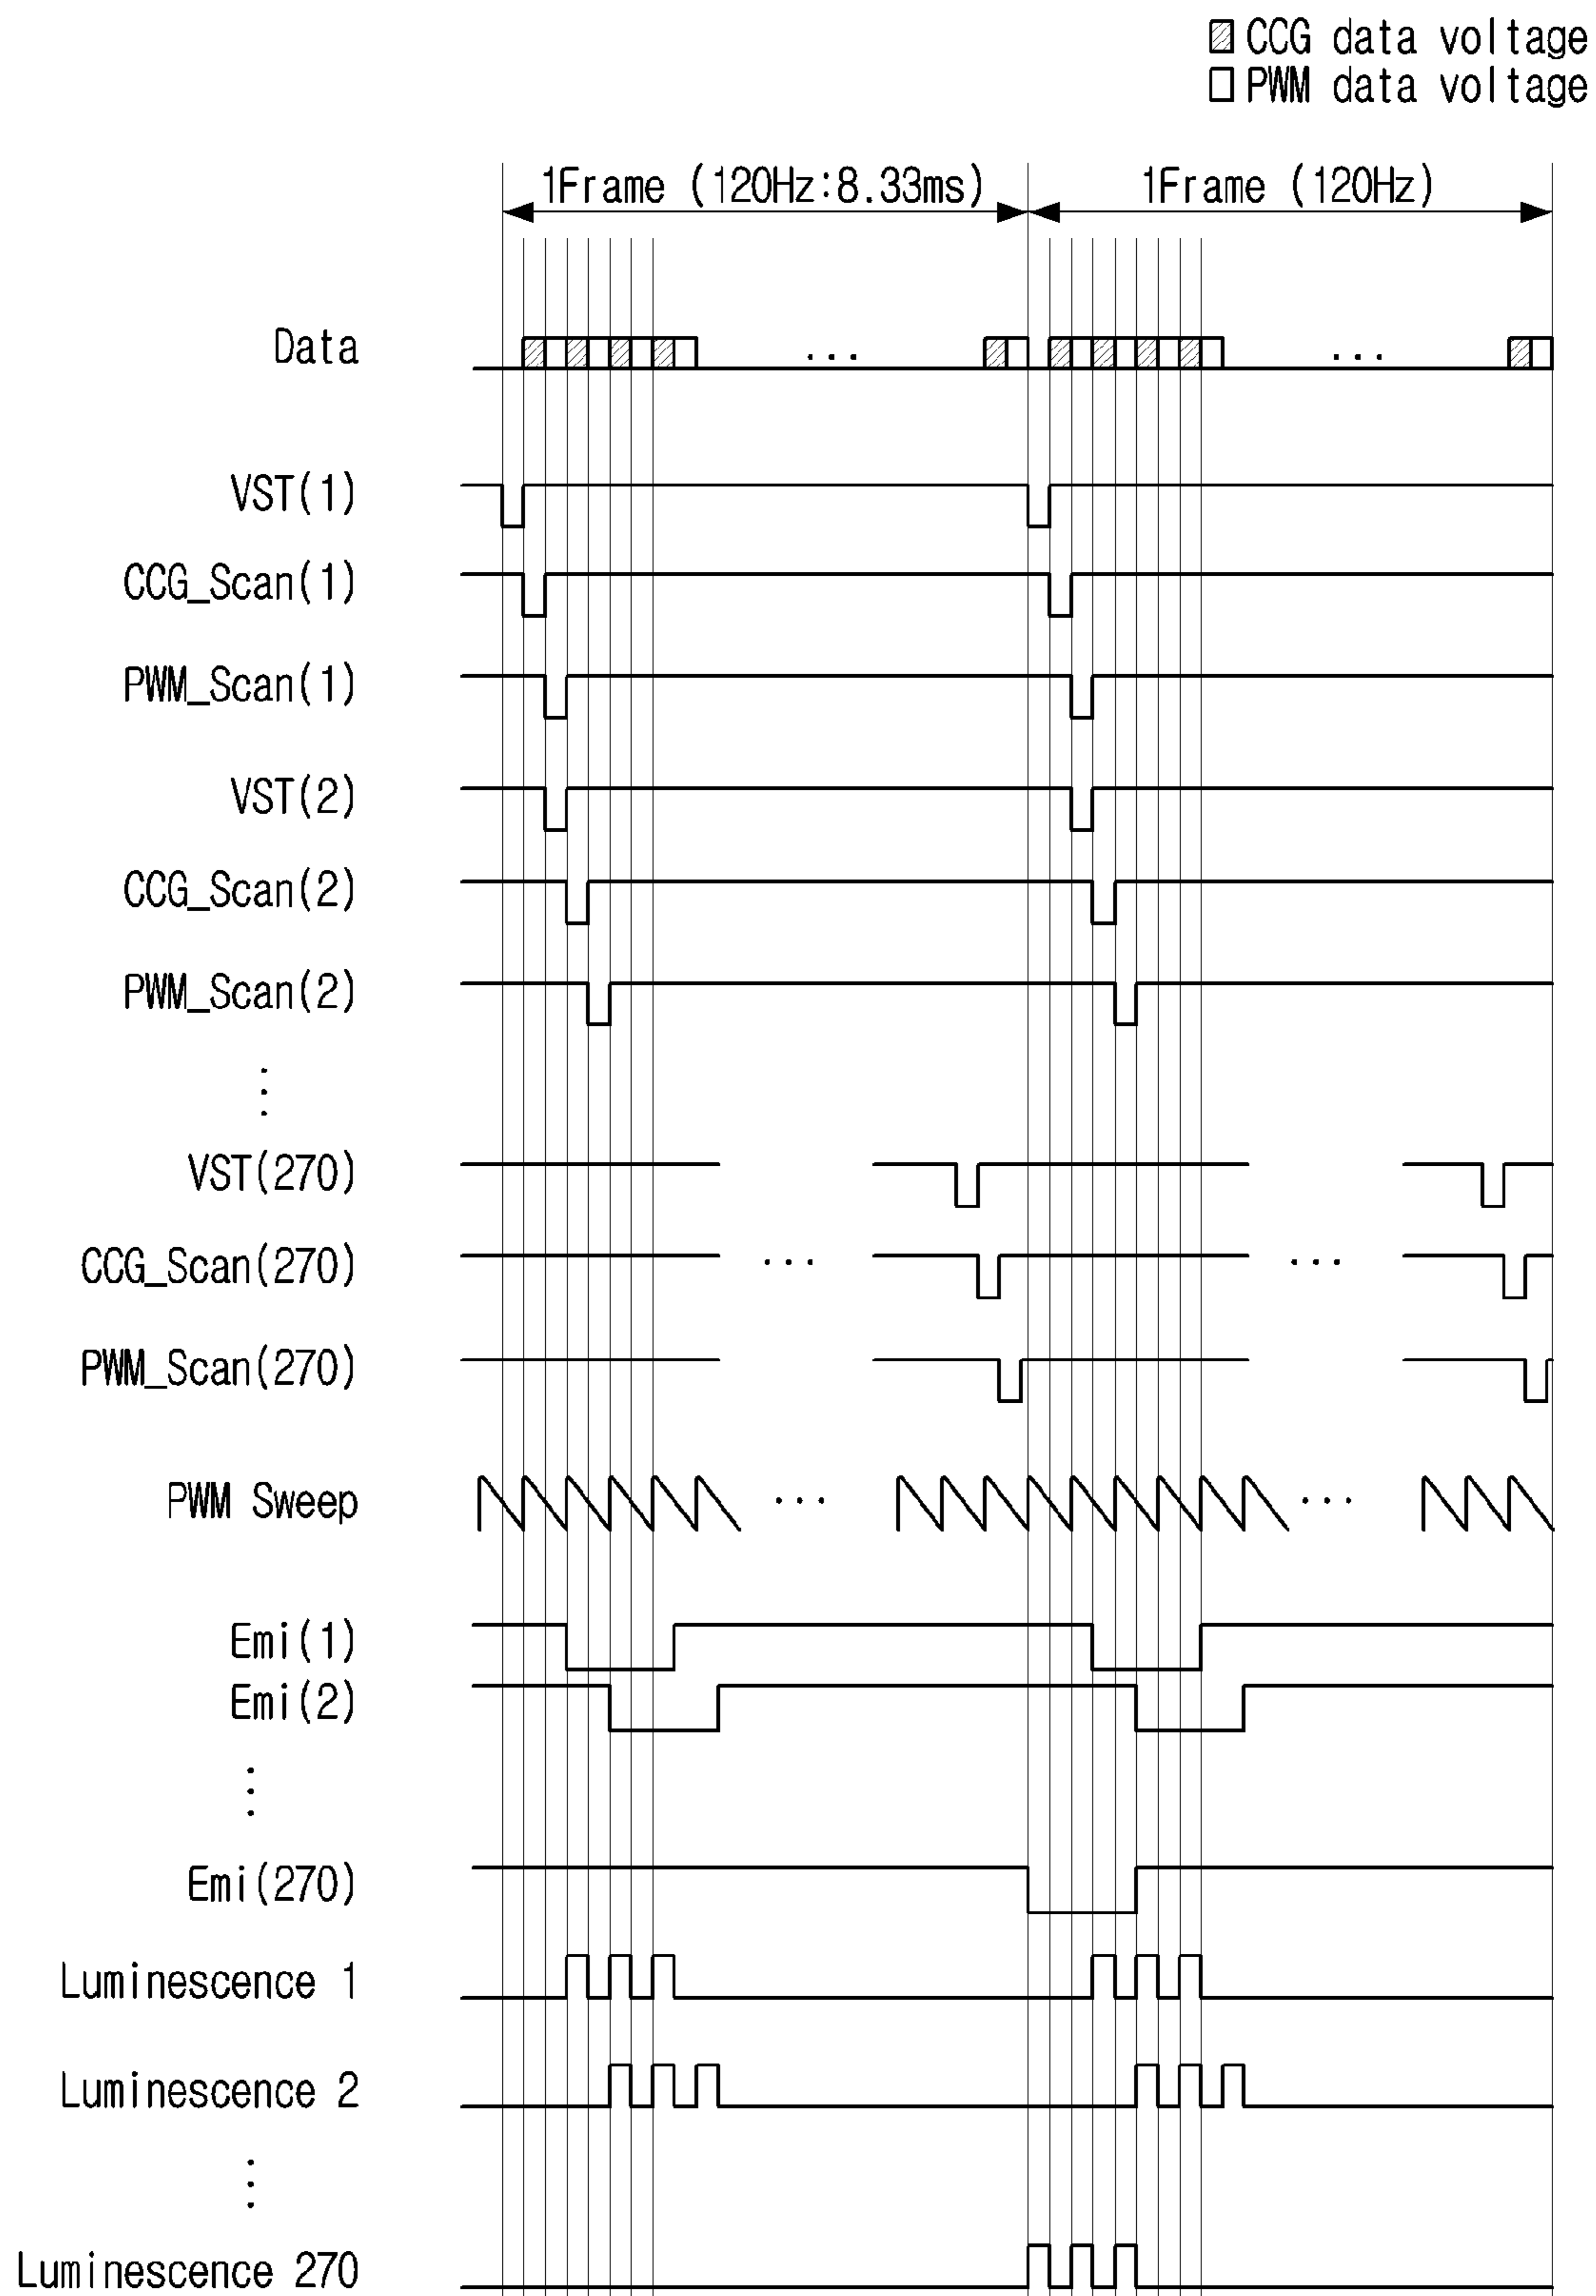 CCG data voltage
PWM data voltage
1Frame (120Hz:8.33ms)
1Frame (120Hz)
Data
...
...
VST(1)
CCG_Scan(1)
PWM_Scan(1)
VST(2)
CCG_Scan(2)
PWM_Scan(2)
VST(270)
CCG_Scan(270)
...
...
PWM_Scan(270)
PWM Sweep
...
...
Emi(1)
Emi(2)
Emi(270)
Luminescence 1
Luminescence 2
Luminescence 270